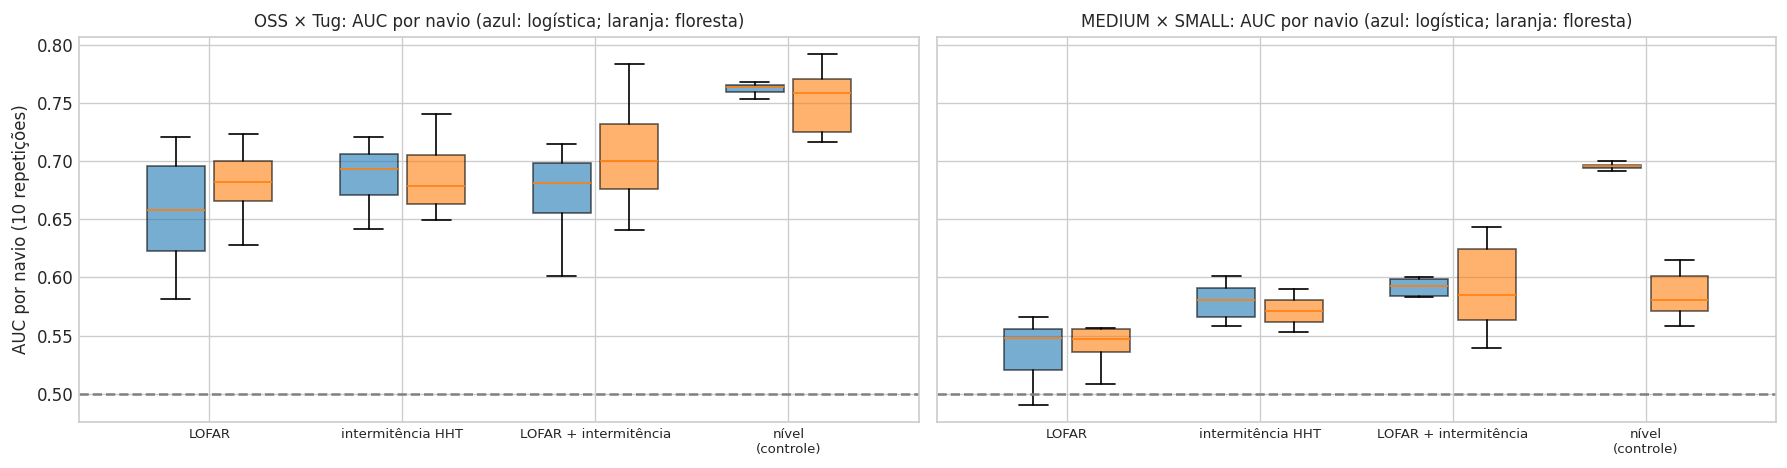 OSS × Tug: AUC por navio (azul: logística; laranja: floresta)
AUC por navio (10 repetições)
0.80
0.75
0.70
0.65
0.60
0.55
0.50
LOFAR
intermitência HHT
LOFAR + intermitência
nível
(controle)
MEDIUM × SMALL: AUC por navio (azul: logística; laranja: floresta)
LOFAR
intermitência HHT
LOFAR + intermitência
nível
(controle)